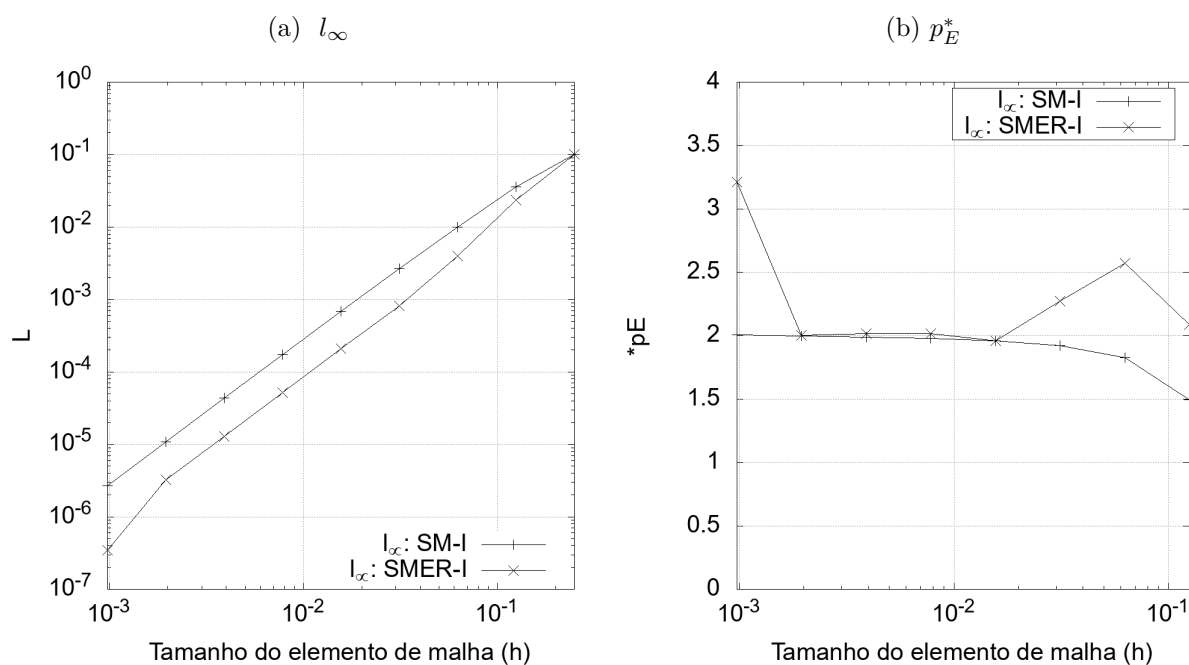 (a) l∞
10⁰
10⁻¹
10⁻²
10⁻³
10⁻⁴
10⁻⁵
10⁻⁶
10⁻⁷
L
10⁻³ 10⁻² 10⁻¹
Tamanho do elemento de malha (h)
l∞: SM-I
l∞: SMER-I
(b) p*E
4
3.5
3
2.5
2
1.5
1
0.5
0
*pE
10⁻³ 10⁻² 10⁻¹
Tamanho do elemento de malha (h)
l∞: SM-I
l∞: SMER-I